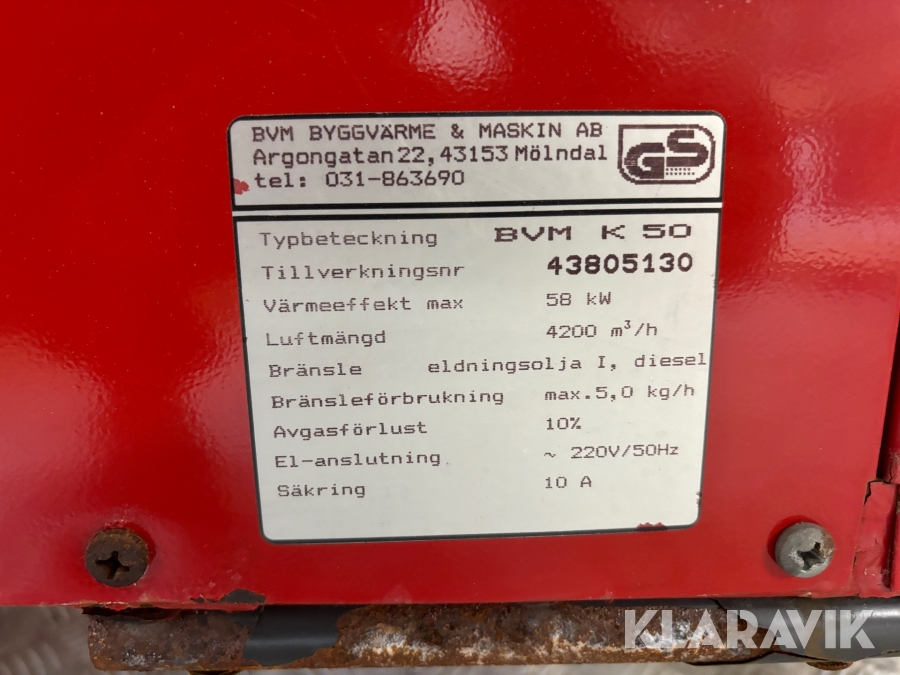 BVM BYGGVÄRME & MASKIN AB
Argongatan 22, 43153 Mölndal
tel: 031-863690
GS
Typbeteckning BVM K 50
Tillverkningsnr 43805130
Värmeeffekt max 58 kW
Luftmängd 4200 m³/h
Bränsle eldningsolja I, diesel
Bränsleförbrukning max.5,0 kg/h
Avgasförlust 10%
El-anslutning ~ 220V/50Hz
Säkring 10 A
KLARAVIK